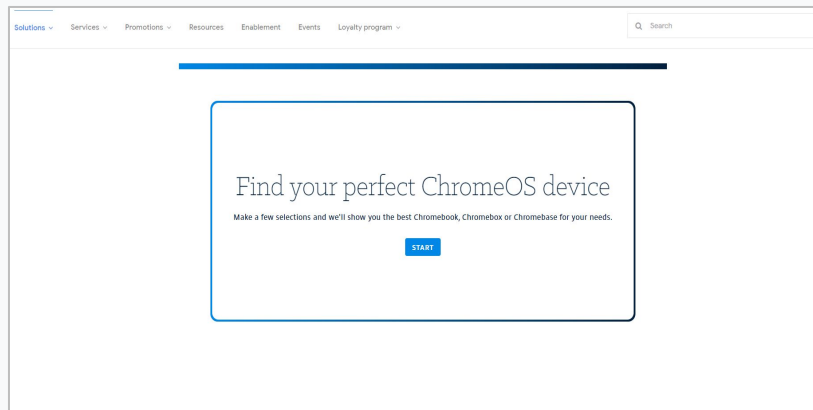 Solutions Services Promotions Resources Enablement Events Loyalty program Search
Find your perfect ChromeOS device
Make a few selections and we'll show you the best Chromebook, Chromebox or Chromebase for your needs.
START